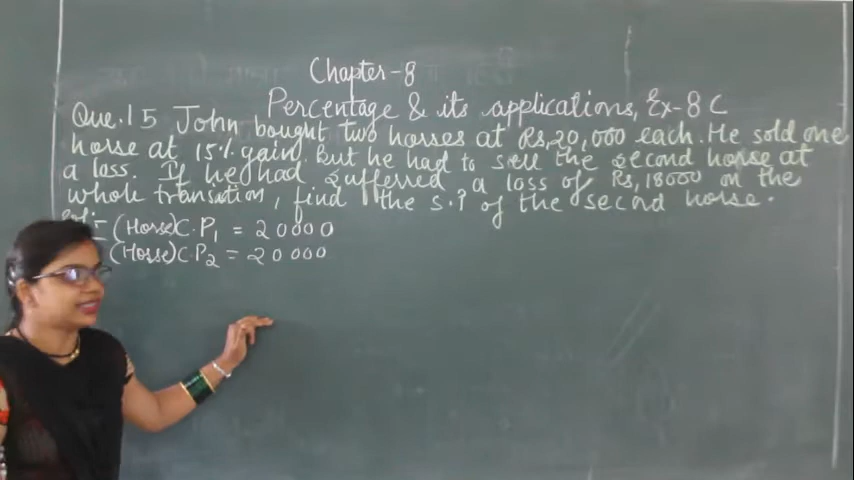 Chapter-8
Percentage & its applications, Ex-8 C
Que.15 John bought two horses at Rs,20,000 each. He sold one
horse at 15% gain. But he had to sell the second horse at
a loss. If he had sufferred a loss of Rs, 18000 on the
whole transition, find the S.P of the second horse.
Sol:- (Horse) C.P1 = 20000
(Horse) C.P2 = 20000